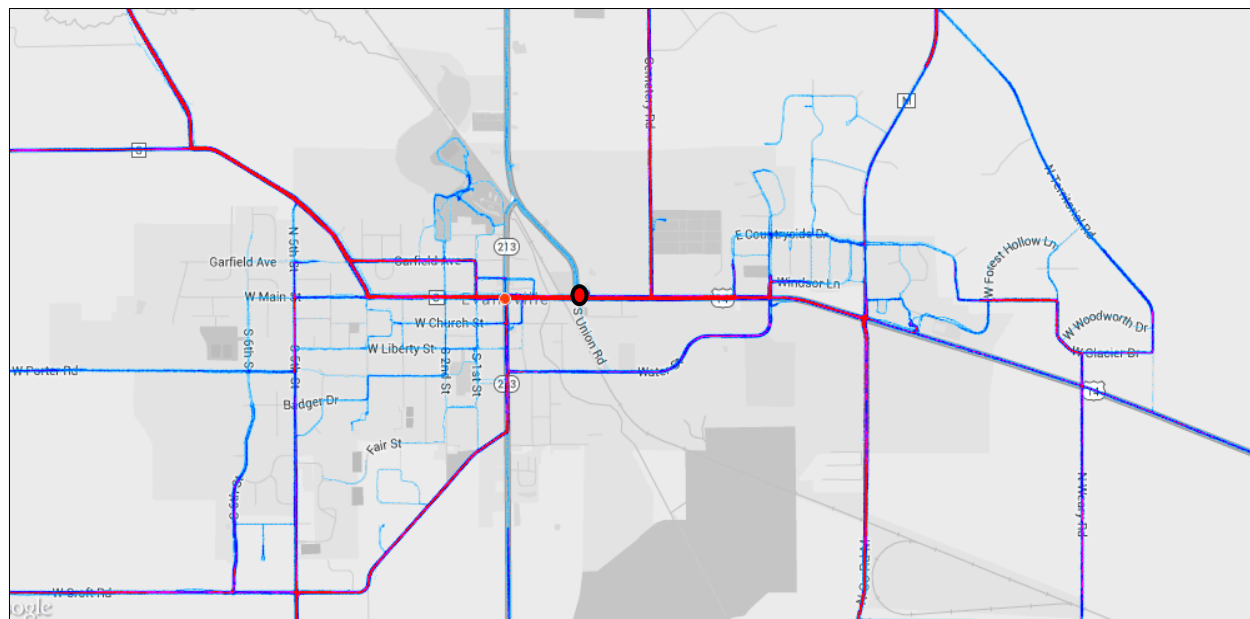 Cemetery Rd
M
C
N Territorial Rd
N 5th St
213
E Countryside Dr
W Forest Hollow Ln
Garfield Ave
Garfield Ave
Windsor Ln
W Main St
C
Evansville
14
W Church St
S Union Rd
W Woodworth Dr
S 6th St
W Liberty St
S 5th St
S 2nd St
S 1st St
W Glacier Dr
W Porter Rd
Water St
213
14
Badger Dr
Fair St
N Weary Rd
W Croft Rd
ogle